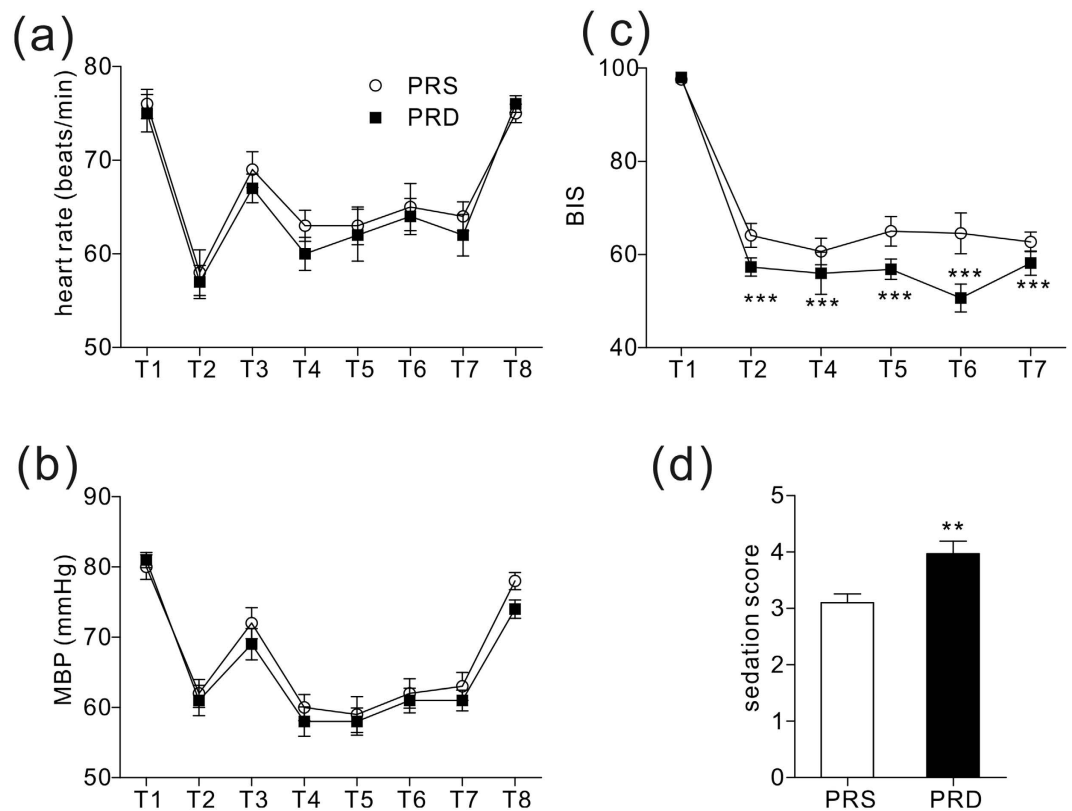 (a)
heart rate (beats/min)
80
70
60
50
PRS
PRD
T1 T2 T3 T4 T5 T6 T7 T8
(c)
BIS
100
80
60
40
*** *** *** *** ***
T1 T2 T4 T5 T6 T7
(b)
MBP (mmHg)
90
80
70
60
50
T1 T2 T3 T4 T5 T6 T7 T8
(d)
sedation score
5
4
3
2
1
0
**
PRS PRD